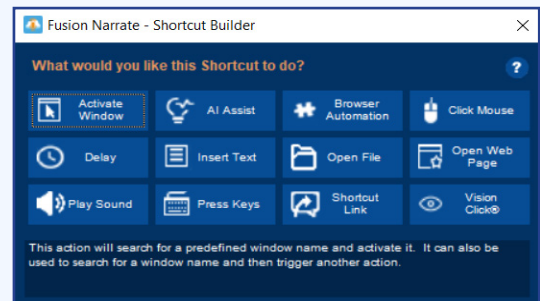 Fusion Narrate - Shortcut Builder
What would you like this Shortcut to do?
?
Activate
Window
AI Assist
Browser
Automation
Click Mouse
Delay
Insert Text
Open File
Open Web
Page
Play Sound
Press Keys
Shortcut
Link
Vision
Click®
This action will search for a predefined window name and activate it. It can also be
used to search for a window name and then trigger another action.